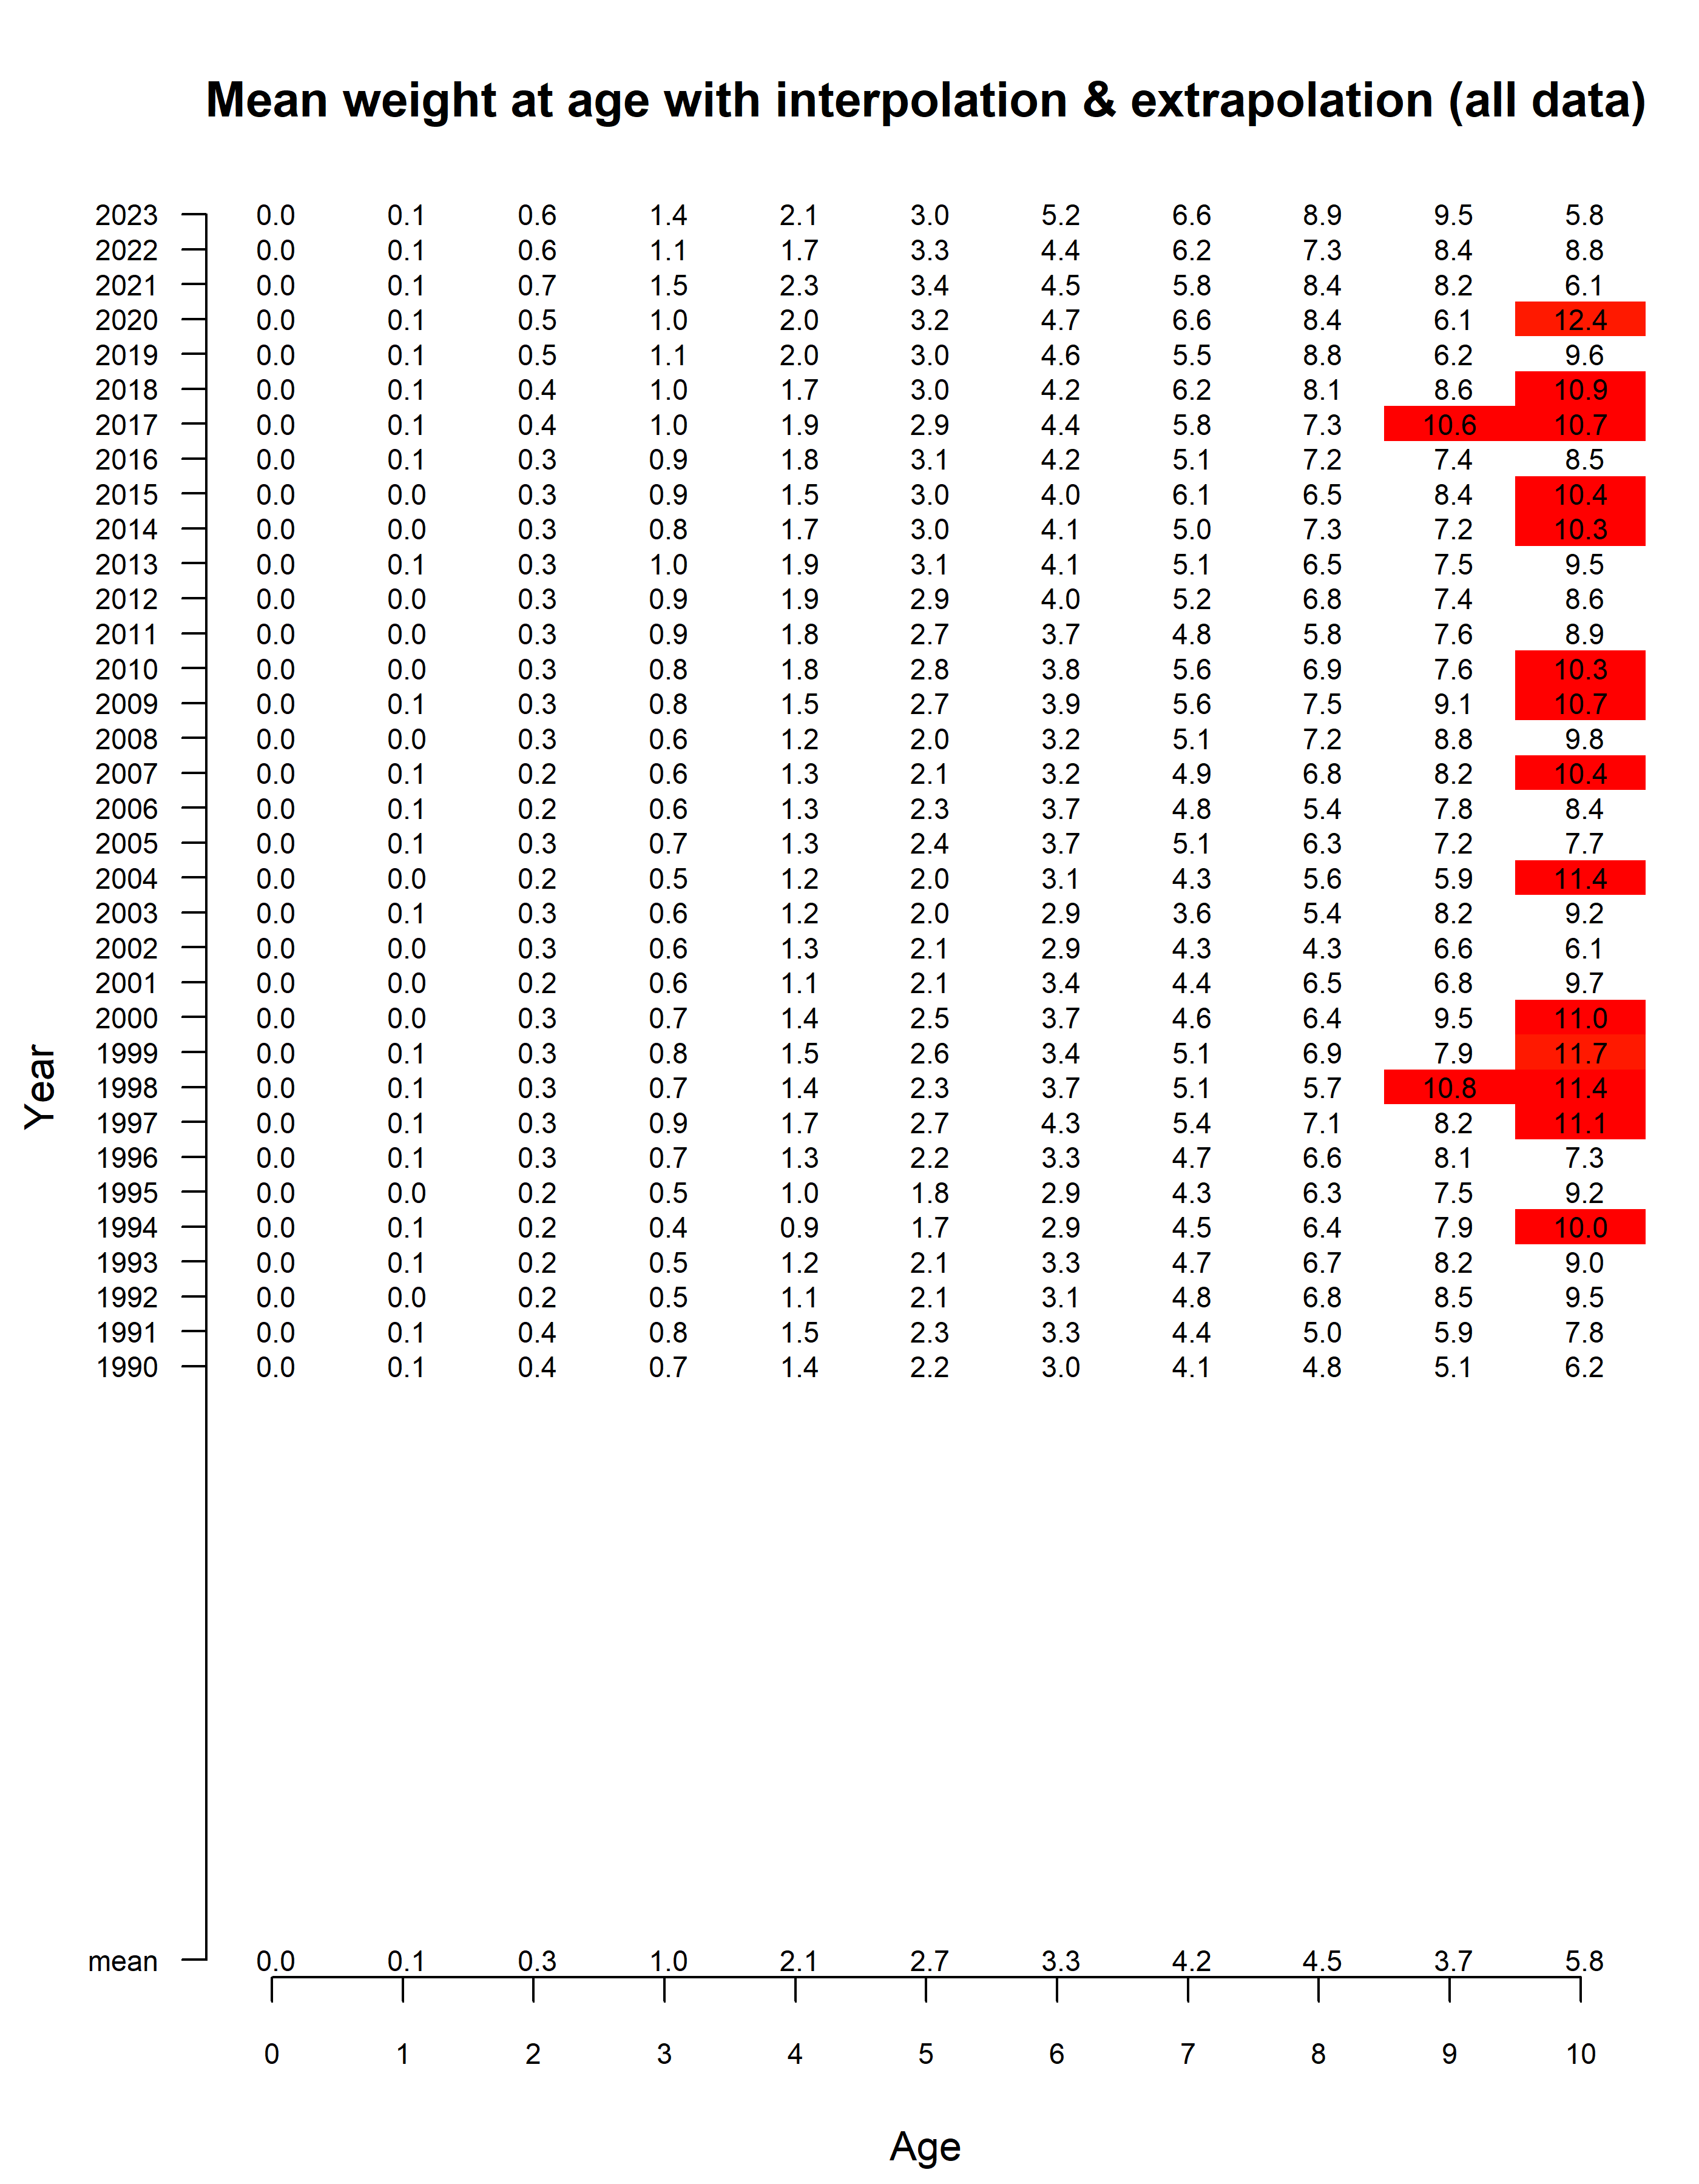 Mean weight at age with interpolation & extrapolation (all data)
2023 0.0 0.1 0.6 1.4 2.1 3.0 5.2 6.6 8.9 9.5 5.8
2022 0.0 0.1 0.6 1.1 1.7 3.3 4.4 6.2 7.3 8.4 8.8
2021 0.0 0.1 0.7 1.5 2.3 3.4 4.5 5.8 8.4 8.2 6.1
2020 0.0 0.1 0.5 1.0 2.0 3.2 4.7 6.6 8.4 6.1 12.4
2019 0.0 0.1 0.5 1.1 2.0 3.0 4.6 5.5 8.8 6.2 9.6
2018 0.0 0.1 0.4 1.0 1.7 3.0 4.2 6.2 8.1 8.6 10.9
2017 0.0 0.1 0.4 1.0 1.9 2.9 4.4 5.8 7.3 10.6 10.7
2016 0.0 0.1 0.3 0.9 1.8 3.1 4.2 5.1 7.2 7.4 8.5
2015 0.0 0.0 0.3 0.9 1.5 3.0 4.0 6.1 6.5 8.4 10.4
2014 0.0 0.0 0.3 0.8 1.7 3.0 4.1 5.0 7.3 7.2 10.3
2013 0.0 0.1 0.3 1.0 1.9 3.1 4.1 5.1 6.5 7.5 9.5
2012 0.0 0.0 0.3 0.9 1.9 2.9 4.0 5.2 6.8 7.4 8.6
2011 0.0 0.0 0.3 0.9 1.8 2.7 3.7 4.8 5.8 7.6 8.9
2010 0.0 0.0 0.3 0.8 1.8 2.8 3.8 5.6 6.9 7.6 10.3
2009 0.0 0.1 0.3 0.8 1.5 2.7 3.9 5.6 7.5 9.1 10.7
2008 0.0 0.0 0.3 0.6 1.2 2.0 3.2 5.1 7.2 8.8 9.8
2007 0.0 0.1 0.2 0.6 1.3 2.1 3.2 4.9 6.8 8.2 10.4
2006 0.0 0.1 0.2 0.6 1.3 2.3 3.7 4.8 5.4 7.8 8.4
2005 0.0 0.1 0.3 0.7 1.3 2.4 3.7 5.1 6.3 7.2 7.7
2004 0.0 0.0 0.2 0.5 1.2 2.0 3.1 4.3 5.6 5.9 11.4
2003 0.0 0.1 0.3 0.6 1.2 2.0 2.9 3.6 5.4 8.2 9.2
2002 0.0 0.0 0.3 0.6 1.3 2.1 2.9 4.3 4.3 6.6 6.1
2001 0.0 0.0 0.2 0.6 1.1 2.1 3.4 4.4 6.5 6.8 9.7
2000 0.0 0.0 0.3 0.7 1.4 2.5 3.7 4.6 6.4 9.5 11.0
1999 0.0 0.1 0.3 0.8 1.5 2.6 3.4 5.1 6.9 7.9 11.7
1998 0.0 0.1 0.3 0.7 1.4 2.3 3.7 5.1 5.7 10.8 11.4
1997 0.0 0.1 0.3 0.9 1.7 2.7 4.3 5.4 7.1 8.2 11.1
1996 0.0 0.1 0.3 0.7 1.3 2.2 3.3 4.7 6.6 8.1 7.3
1995 0.0 0.0 0.2 0.5 1.0 1.8 2.9 4.3 6.3 7.5 9.2
1994 0.0 0.1 0.2 0.4 0.9 1.7 2.9 4.5 6.4 7.9 10.0
1993 0.0 0.1 0.2 0.5 1.2 2.1 3.3 4.7 6.7 8.2 9.0
1992 0.0 0.0 0.2 0.5 1.1 2.1 3.1 4.8 6.8 8.5 9.5
1991 0.0 0.1 0.4 0.8 1.5 2.3 3.3 4.4 5.0 5.9 7.8
1990 0.0 0.1 0.4 0.7 1.4 2.2 3.0 4.1 4.8 5.1 6.2
mean 0.0 0.1 0.3 1.0 2.1 2.7 3.3 4.2 4.5 3.7 5.8
0 1 2 3 4 5 6 7 8 9 10
Age
Year